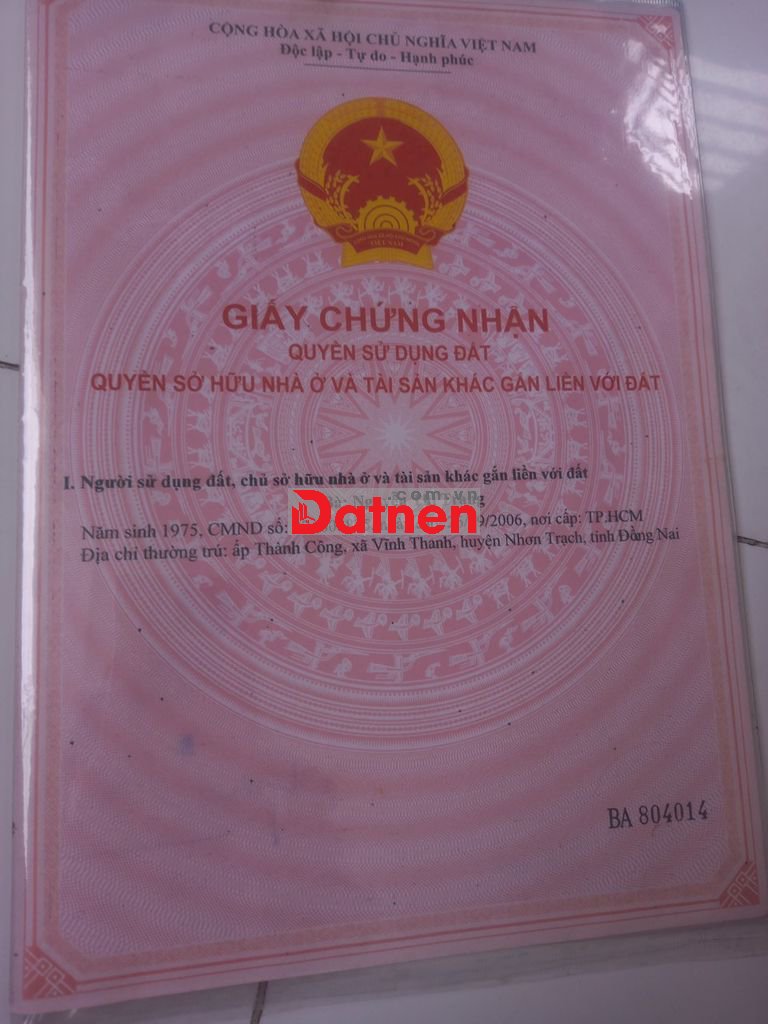 CỘNG HÒA XÃ HỘI CHỦ NGHĨA VIỆT NAM
Độc lập - Tự do - Hạnh phúc
VIỆT NAM
GIẤY CHỨNG NHẬN
QUYỀN SỬ DỤNG ĐẤT
QUYỀN SỞ HỮU NHÀ Ở VÀ TÀI SẢN KHÁC GẮN LIỀN VỚI ĐẤT
I. Người sử dụng đất, chủ sở hữu nhà ở và tài sản khác gắn liền với đất
.com.vn
Datnen
Năm sinh 1975, CMND số: 9/2006, nơi cấp: TP.HCM
Địa chỉ thường trú: ấp Thành Công, xã Vĩnh Thanh, huyện Nhơn Trạch, tỉnh Đồng Nai
BA 804014